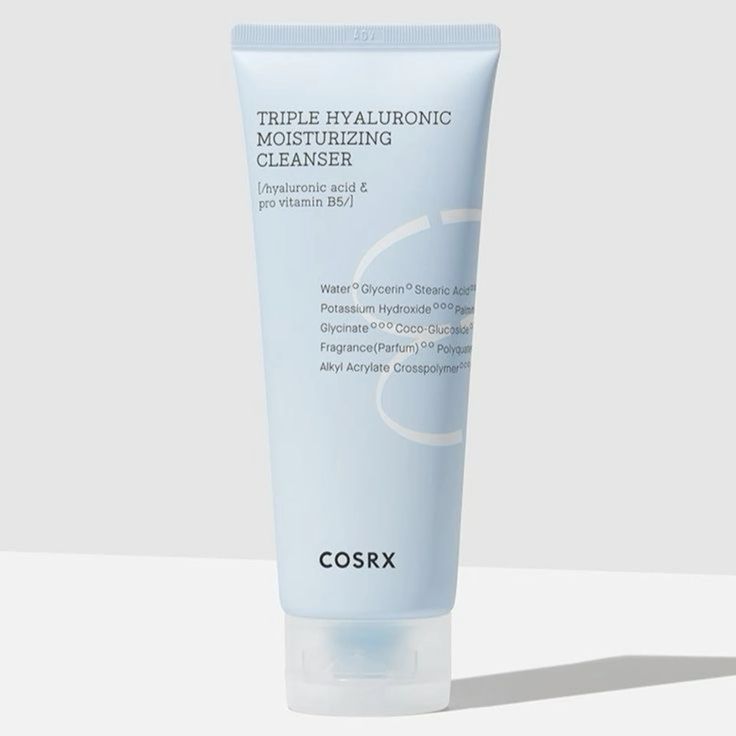 TRIPLE HYALURONIC
MOISTURIZING
CLEANSER
[/hyaluronic acid &
pro vitamin B5/]
Water° Glycerin° Stearic Acid°
Potassium Hydroxide°°°
Glycinate°°° Coco-Glucoside°
Fragrance(Parfum)°°
Alkyl Acrylate Crosspolymer°°°
COSRX